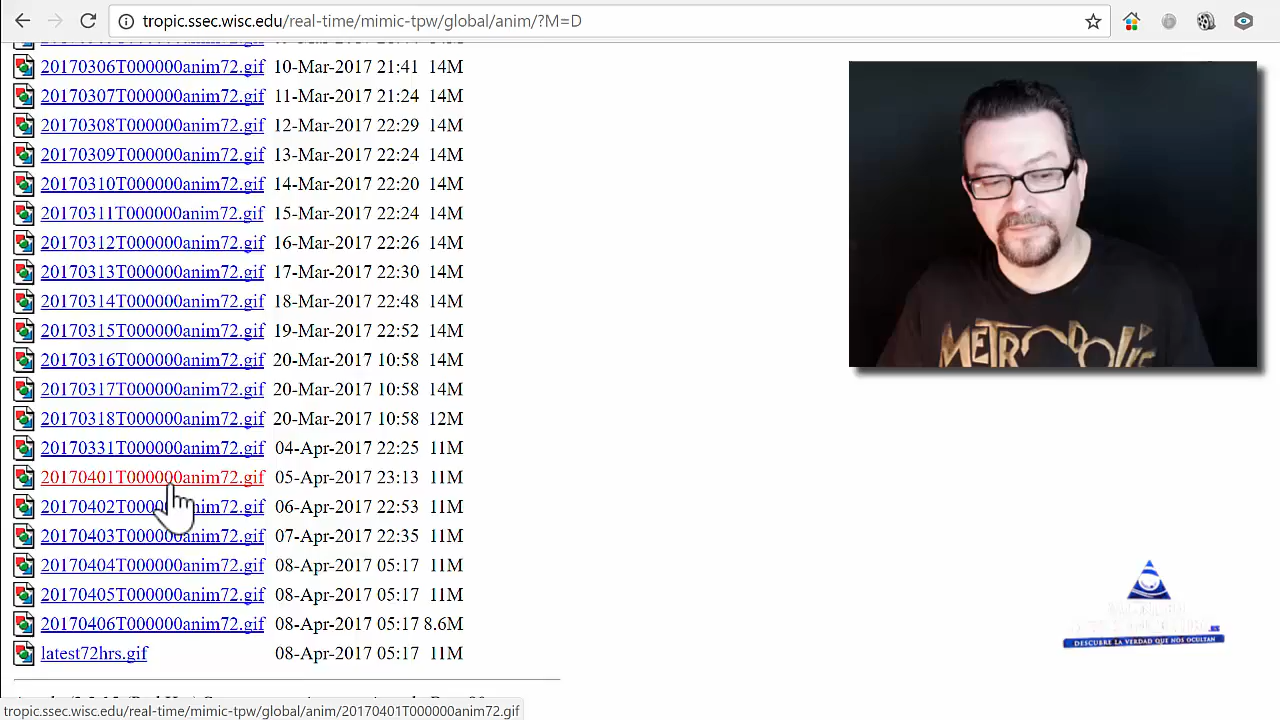 tropic.ssec.wisc.edu/real-time/mimic-tpw/global/anim/?M=D
20170306T000000anim72.gif 10-Mar-2017 21:41 14M
20170307T000000anim72.gif 11-Mar-2017 21:24 14M
20170308T000000anim72.gif 12-Mar-2017 22:29 14M
20170309T000000anim72.gif 13-Mar-2017 22:24 14M
20170310T000000anim72.gif 14-Mar-2017 22:20 14M
20170311T000000anim72.gif 15-Mar-2017 22:24 14M
20170312T000000anim72.gif 16-Mar-2017 22:26 14M
20170313T000000anim72.gif 17-Mar-2017 22:30 14M
20170314T000000anim72.gif 18-Mar-2017 22:48 14M
20170315T000000anim72.gif 19-Mar-2017 22:52 14M
20170316T000000anim72.gif 20-Mar-2017 10:58 14M
20170317T000000anim72.gif 20-Mar-2017 10:58 14M
20170318T000000anim72.gif 20-Mar-2017 10:58 12M
20170331T000000anim72.gif 04-Apr-2017 22:25 11M
20170401T000000anim72.gif 05-Apr-2017 23:13 11M
20170402T000000anim72.gif 06-Apr-2017 22:53 11M
20170403T000000anim72.gif 07-Apr-2017 22:35 11M
20170404T000000anim72.gif 08-Apr-2017 05:17 11M
20170405T000000anim72.gif 08-Apr-2017 05:17 11M
20170406T000000anim72.gif 08-Apr-2017 05:17 8.6M
latest72hrs.gif 08-Apr-2017 05:17 11M
tropic.ssec.wisc.edu/real-time/mimic-tpw/global/anim/20170401T000000anim72.gif
METROPOLIS
DESCUBRE LA VERDAD QUE NOS OCULTAN